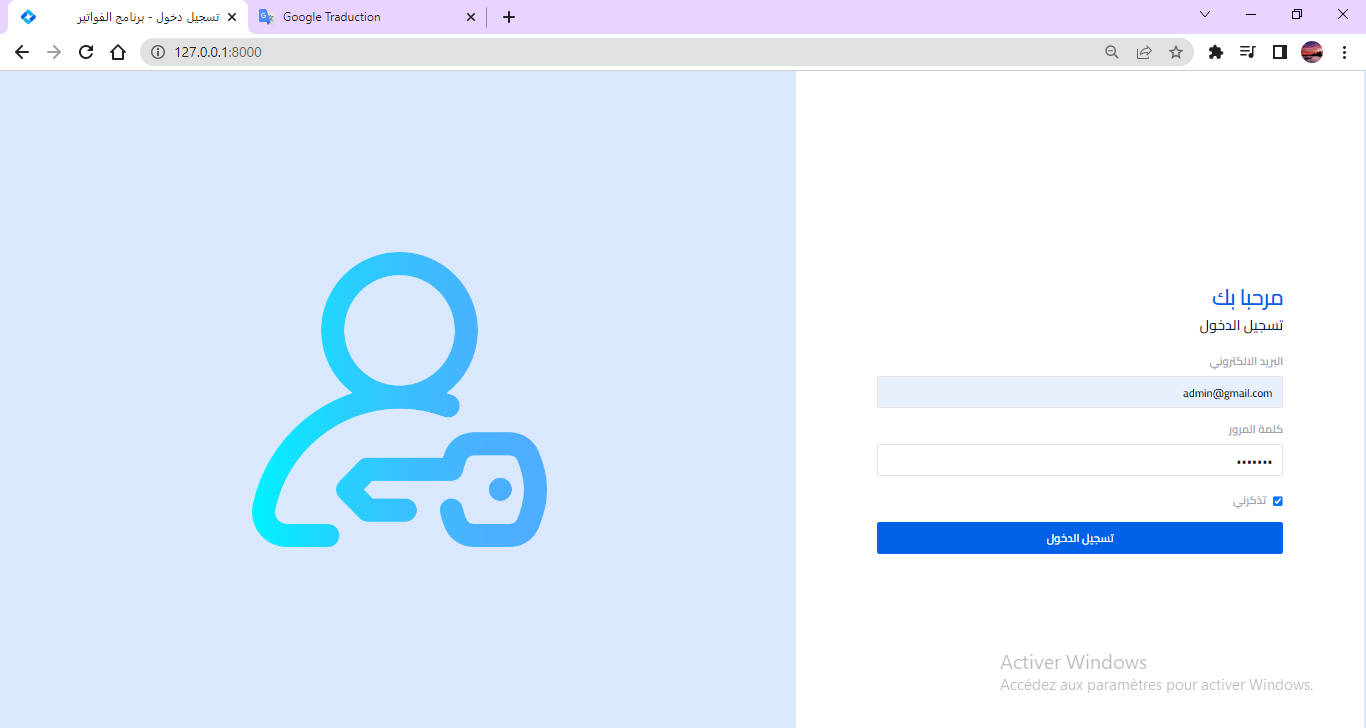 تسجيل دخول - برنامج الفواتير
Google Traduction
127.0.0.1:8000
مرحبا بك
تسجيل الدخول
البريد الالكتروني
admin@gmail.com
كلمة المرور
•••••••
تذكرني
تسجيل الدخول
Activer Windows
Accédez aux paramètres pour activer Windows.